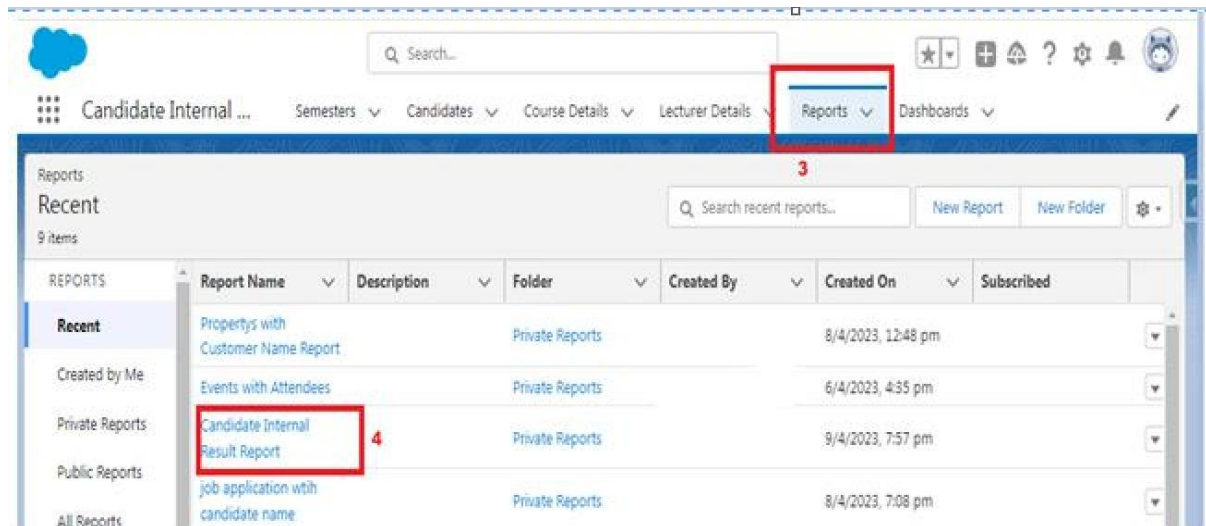 Search...
Candidate Internal ...
Semesters
Candidates
Course Details
Lecturer Details
Reports
Dashboards
3
Reports
Recent
9 items
Search recent reports...
New Report
New Folder
REPORTS
Report Name
Description
Folder
Created By
Created On
Subscribed
Recent
Created by Me
Private Reports
Public Reports
All Reports
Propertys with
Customer Name Report
Private Reports
8/4/2023, 12:48 pm
Events with Attendees
Private Reports
6/4/2023, 4:35 pm
Candidate Internal
Result Report
4
Private Reports
9/4/2023, 7:57 pm
job application wtih
candidate name
Private Reports
8/4/2023, 7:08 pm